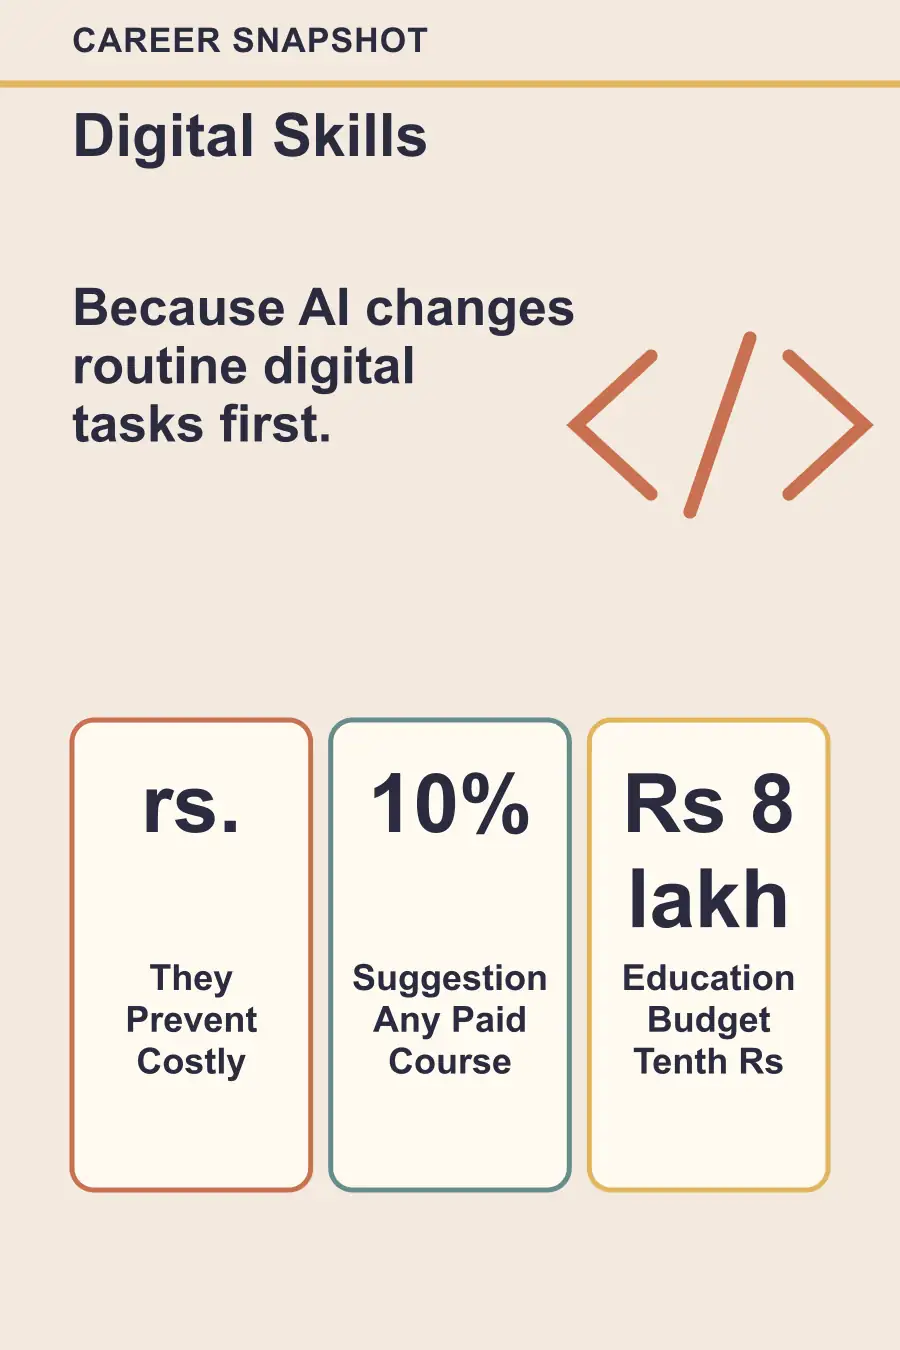 CAREER SNAPSHOT
Digital Skills
Because AI changes
routine digital
tasks first.
rs.
They
Prevent
Costly
10%
Suggestion
Any Paid
Course
Rs 8
lakh
Education
Budget
Tenth Rs